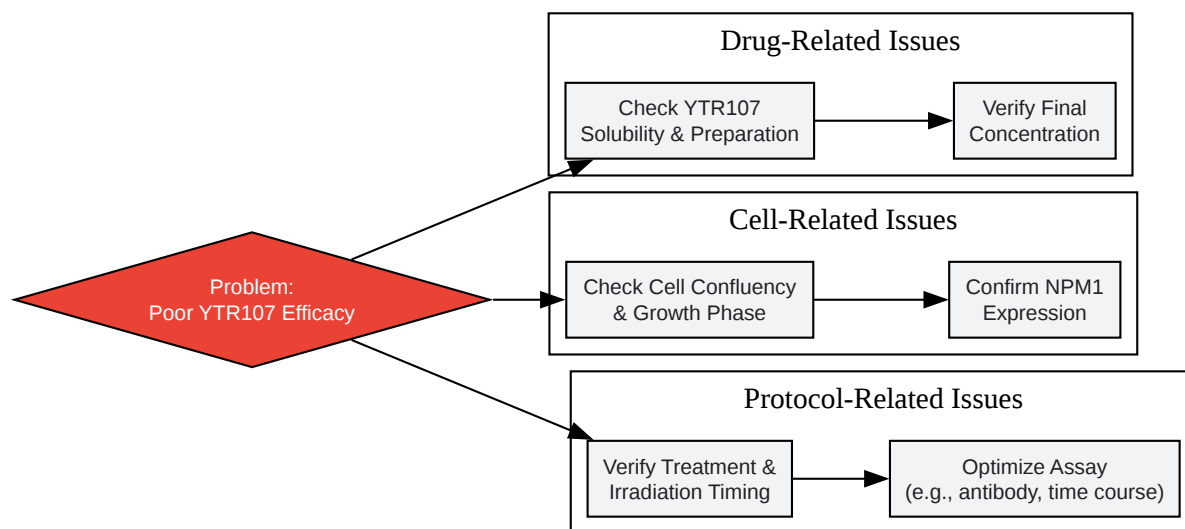 Drug-Related Issues
Check YTR107
Solubility & Preparation
Verify Final
Concentration
Cell-Related Issues
Problem:
Poor YTR107 Efficacy
Check Cell Confluency
& Growth Phase
Confirm NPM1
Expression
Protocol-Related Issues
Verify Treatment &
Irradiation Timing
Optimize Assay
(e.g., antibody, time course)